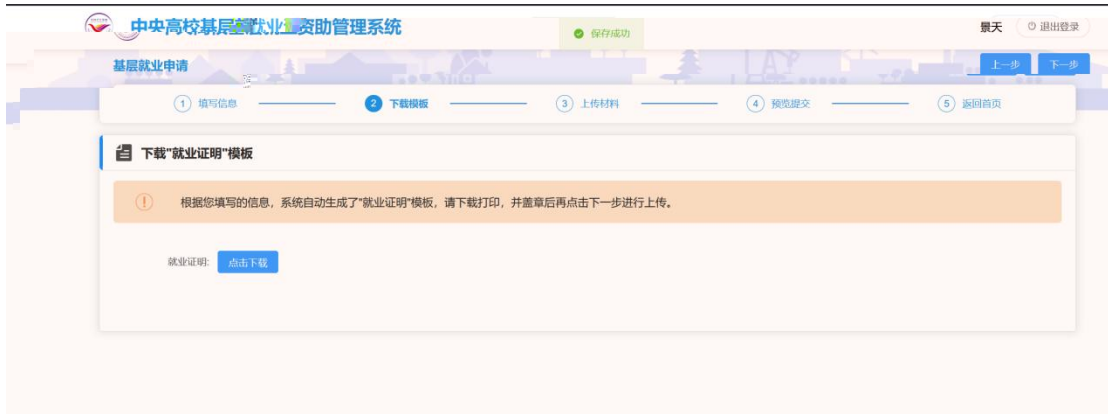 中央高校基层就业资助管理系统
保存成功
景天
退出登录
基层就业申请
上一步
下一步
1 填写信息
2 下载模板
3 上传材料
4 预览提交
5 返回首页
下载"就业证明"模板
根据您填写的信息，系统自动生成了"就业证明"模板，请下载打印，并盖章后再点击下一步进行上传。
就业证明:
点击下载